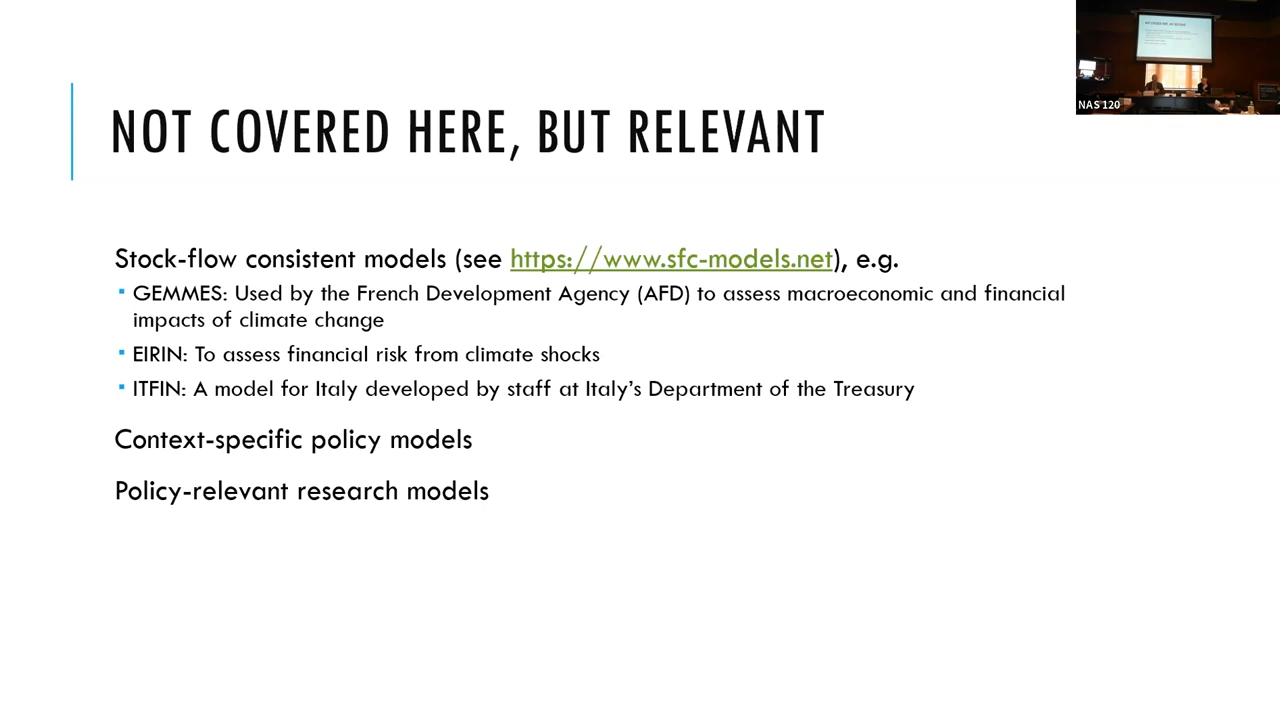 NAS 120
NOT COVERED HERE, BUT RELEVANT
Stock-flow consistent models (see https://www.sfc-models.net), e.g.
▪ GEMMES: Used by the French Development Agency (AFD) to assess macroeconomic and financial
impacts of climate change
▪ EIRIN: To assess financial risk from climate shocks
▪ ITFIN: A model for Italy developed by staff at Italy’s Department of the Treasury
Context-specific policy models
Policy-relevant research models